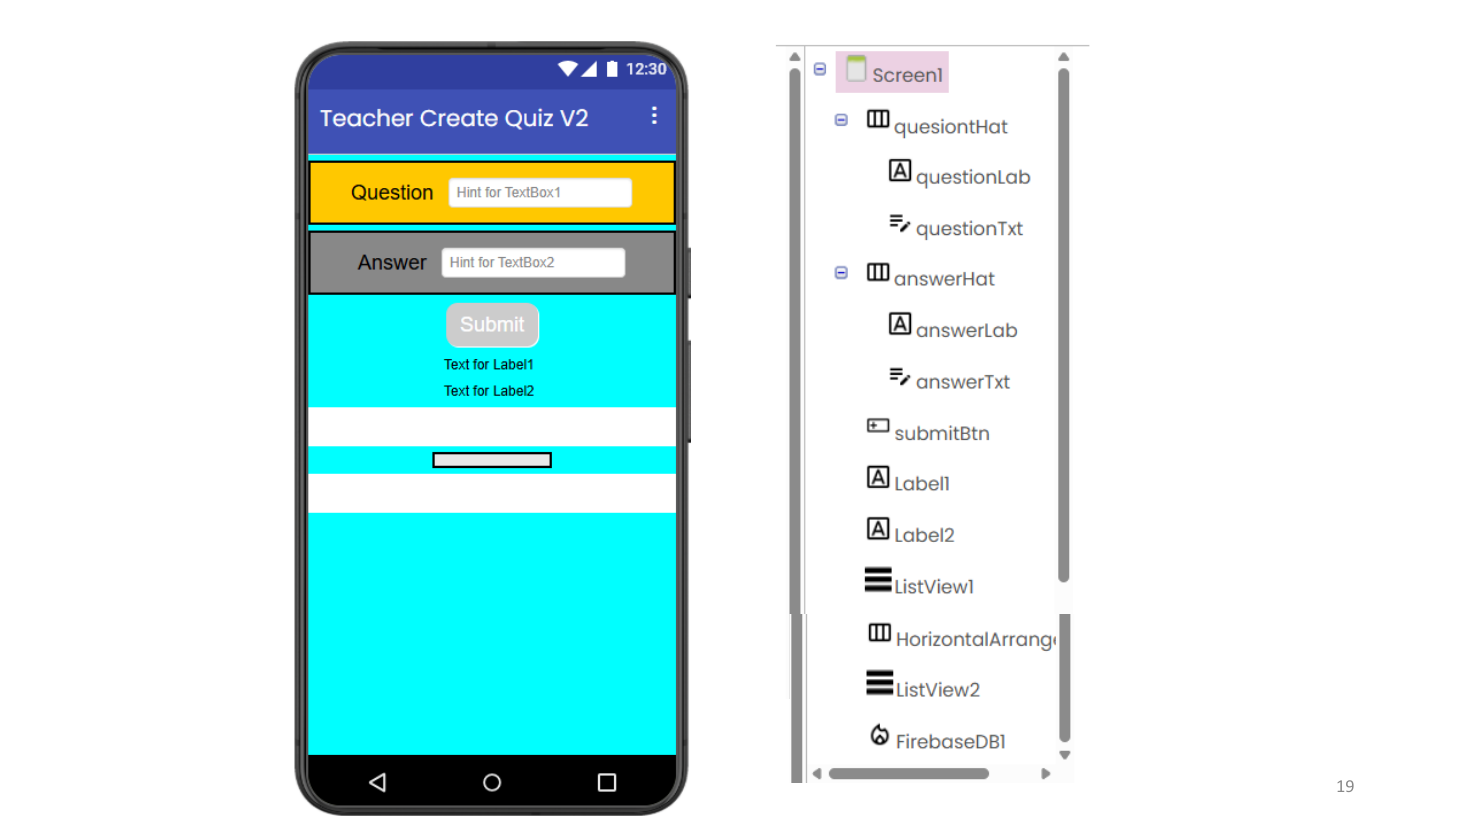 12:30
Teacher Create Quiz V2
Question Hint for TextBox1
Answer Hint for TextBox2
Submit
Text for Label1
Text for Label2
Screen1
quesiontHat
questionLab
questionTxt
answerHat
answerLab
answerTxt
submitBtn
Label1
Label2
ListView1
HorizontalArrang
ListView2
FirebaseDB1
19